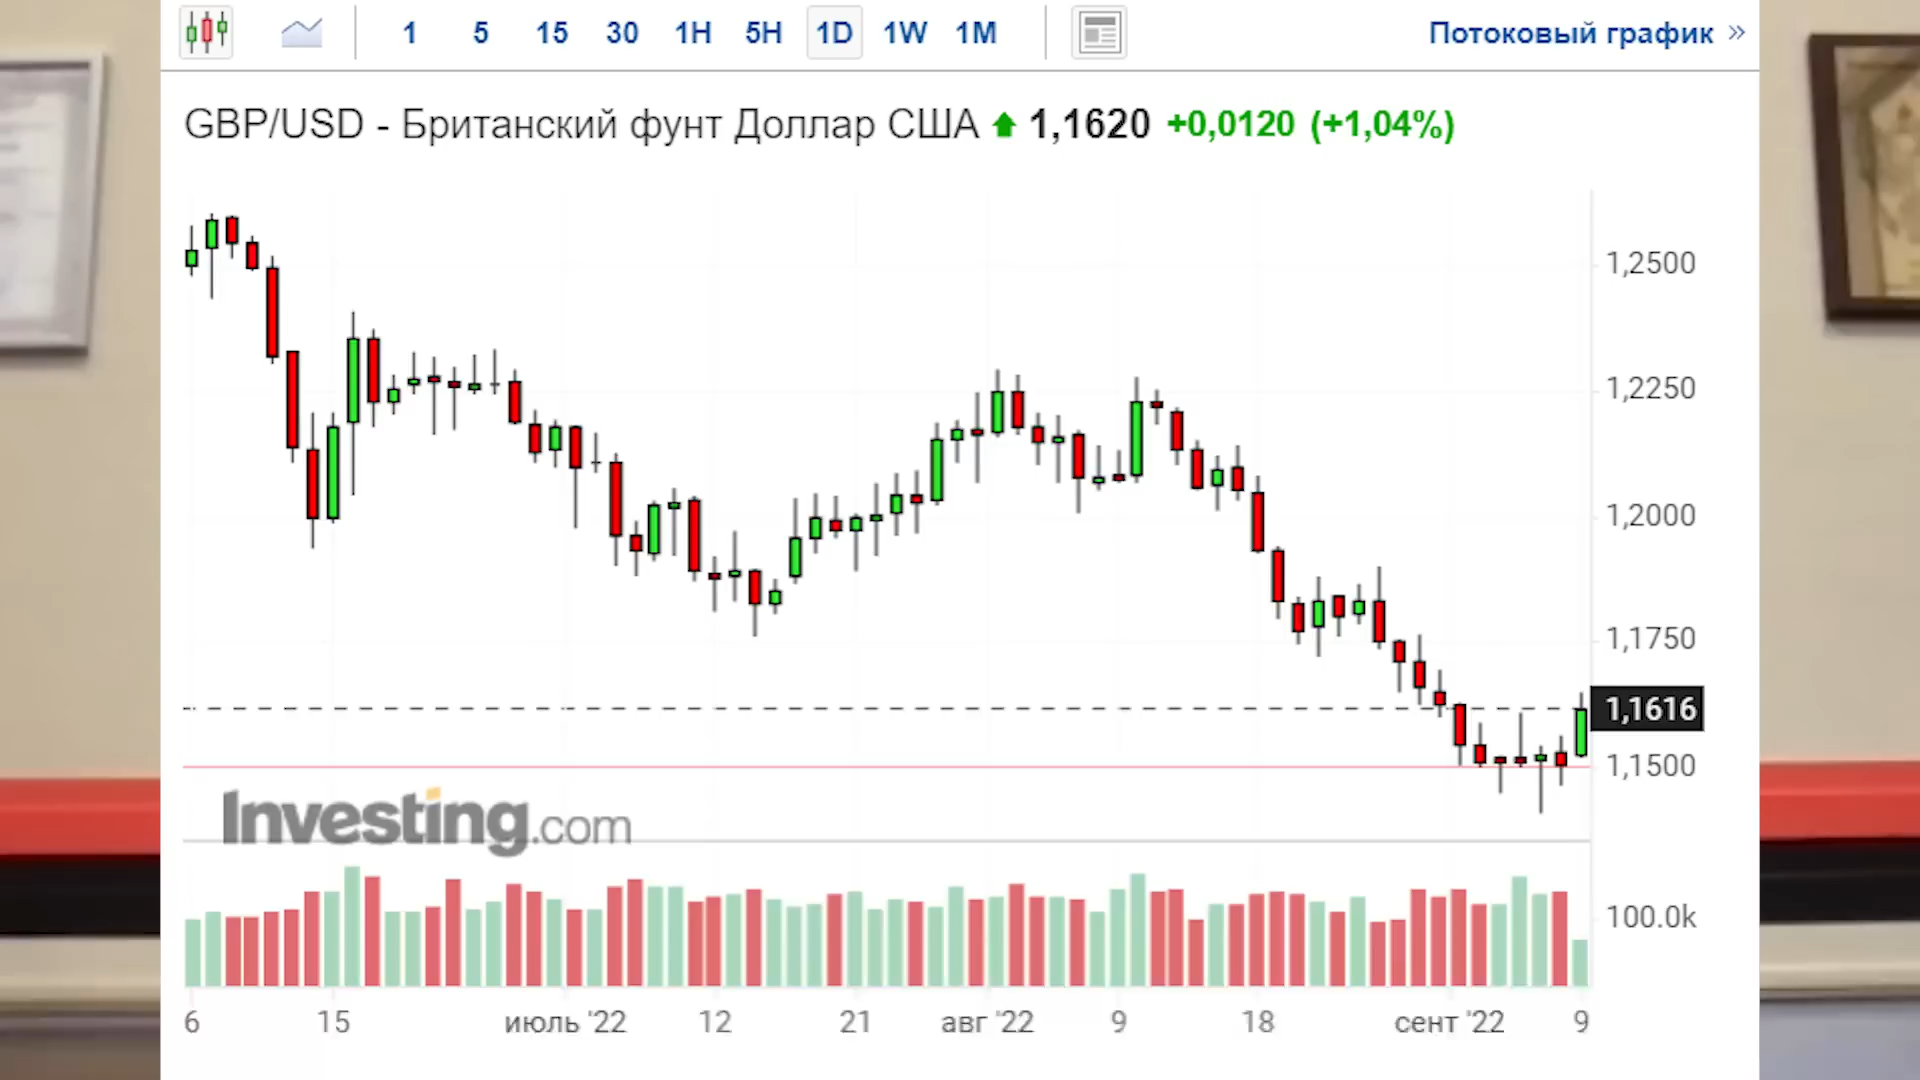 1 5 15 30 1H 5H 1D 1W 1M Потоковый график »
GBP/USD - Британский фунт Доллар США 1,1620 +0,0120 (+1,04%)
1,2500
1,2250
1,2000
1,1750
1,1616
1,1500
Investing.com
100.0k
6 15 июль '22 12 21 авг '22 9 18 сент '22 9